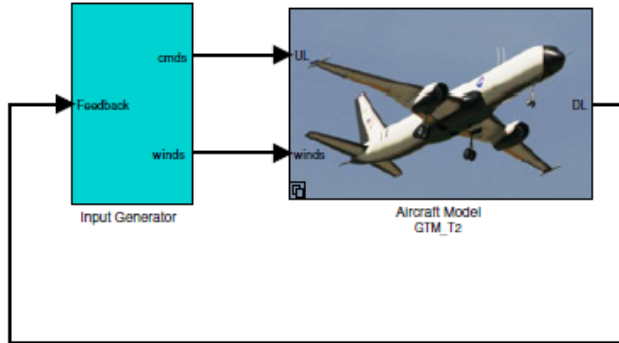 cmds
UL
Feedback
DL
winds
winds
Input Generator
Aircraft Model
GTM_T2